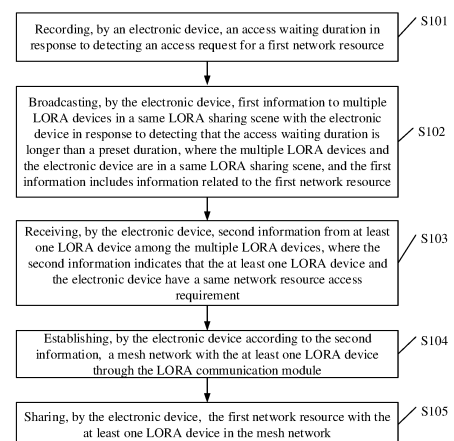 S101
Recording, by an electronic device, an access waiting duration in
response to detecting an access request for a first network resource
Broadcasting, by the electronic device, first information to multiple
LORA devices in a same LORA sharing scene with the electronic
device in response to detecting that the access waiting duration is
longer than a preset duration, where the multiple LORA devices and
the electronic device are in a same LORA sharing scene, and the first
information includes information related to the first network resource
S102
Receiving, by the electronic device, second information from at least
one LORA device among the multiple LORA devices, where the
second information indicates that the at least one LORA device and
the electronic device have a same network resource access
requirement
S103
Establishing, by the electronic device according to the second
information, a mesh network with the at least one LORA device
through the LORA communication module
S104
Sharing, by the electronic device, the first network resource with the
at least one LORA device in the mesh network
S105